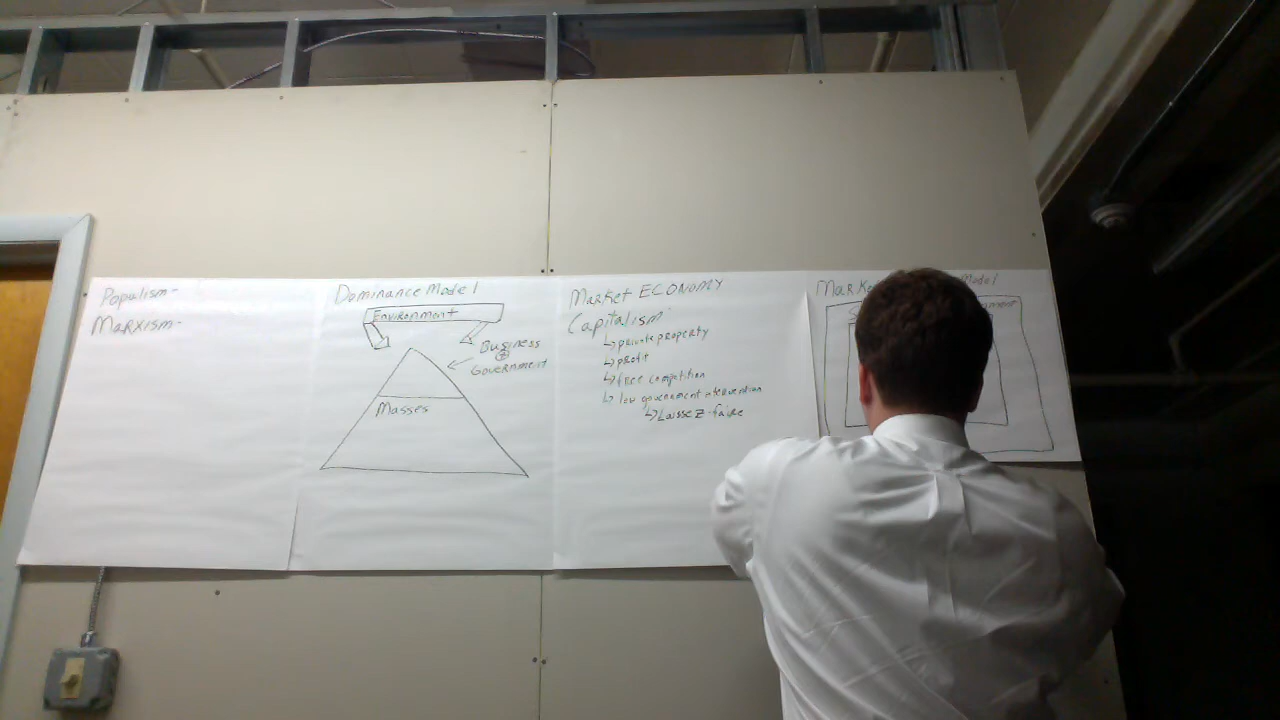 Populism-
Marxism-
Dominance Model
Environment
Business
Government
Masses
Market ECONOMY
Capitalism
↳private property
↳profit
↳free competition
↳low government intervention
↳Laissez-faire
Model